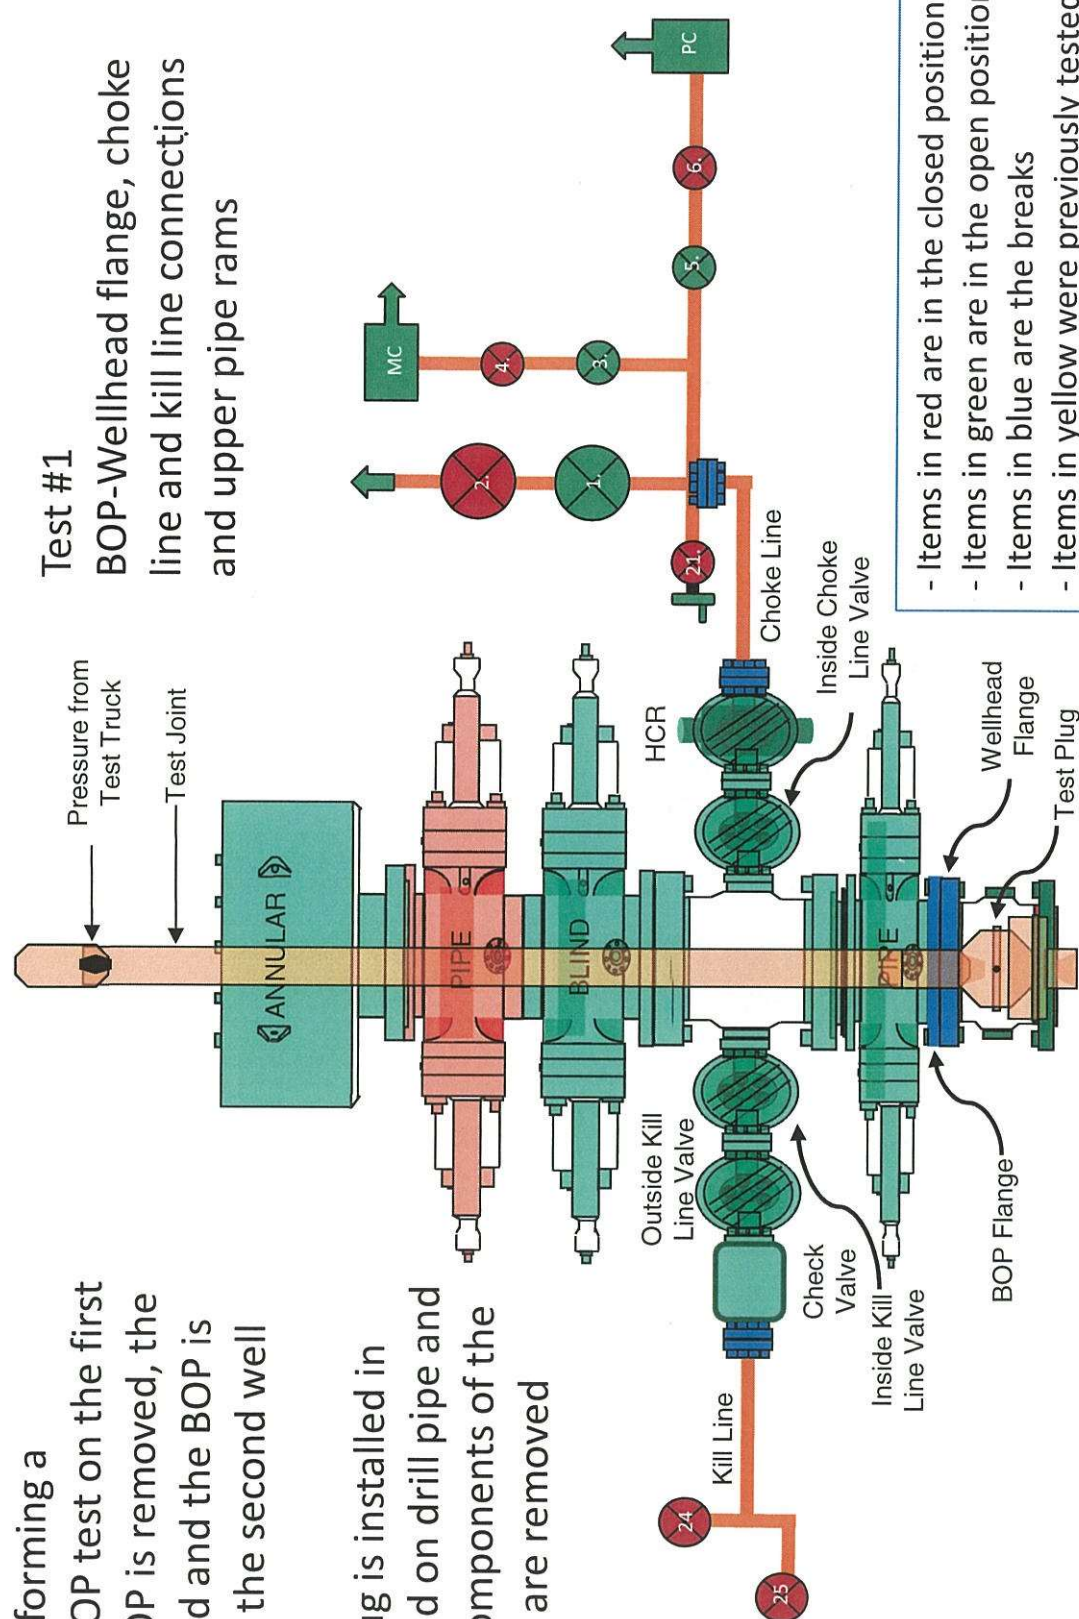 forming a
OP test on the first
OP is removed, the
d and the BOP is
the second well
ug is installed in
d on drill pipe and
omponents of the
are removed
Test #1
BOP-Wellhead flange, choke
line and kill line connections
and upper pipe rams
Pressure from
Test Truck
Test Joint
ANNULAR
PIPE
BLIND
PIPE
Outside Kill
Line Valve
Check
Valve
Inside Kill
Line Valve
Kill Line
24
25
BOP Flange
HCR
Inside Choke
Line Valve
Choke Line
Wellhead
Flange
Test Plug
MC
PC
2.
1.
4.
3.
5.
6.
21.
- Items in red are in the closed position
- Items in green are in the open position
- Items in blue are the breaks
- Items in yellow were previously tested